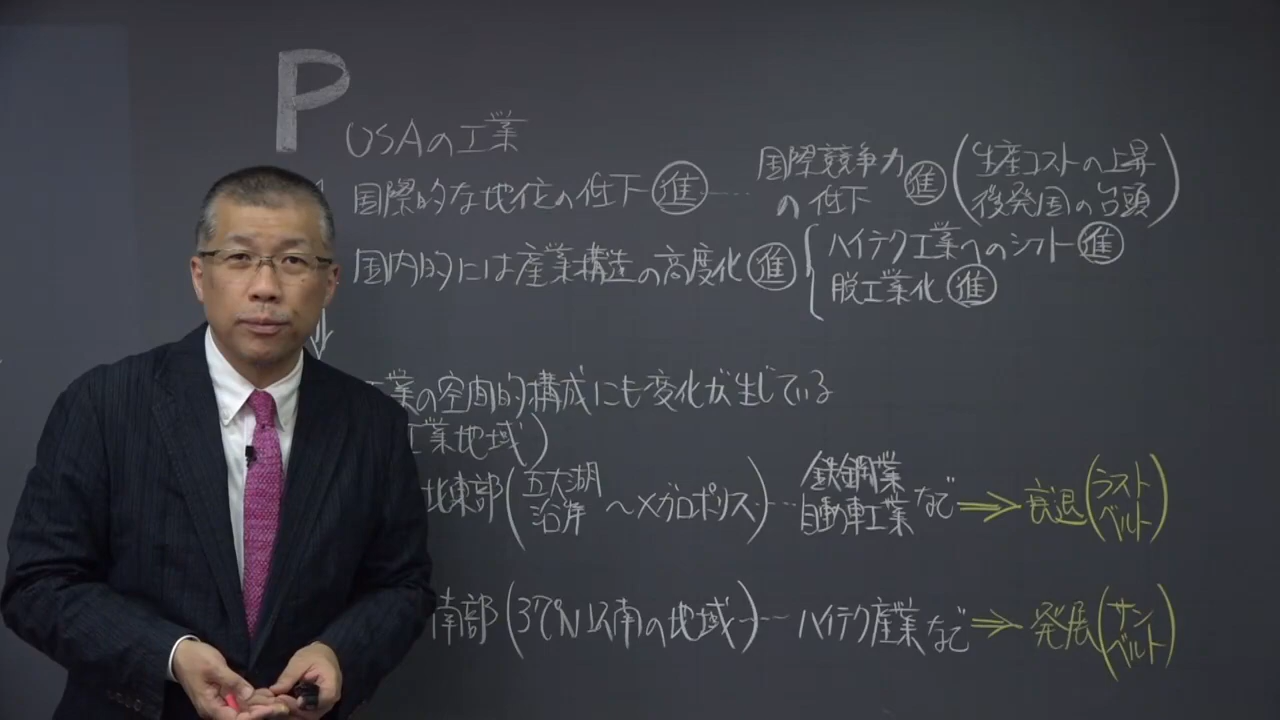 P
USAの工業
国際的な地位の低下 進 …… 国際競争力の低下 進 (生産コストの上昇
後発国の台頭)
国内的には産業構造の高度化 進 { ハイテク工業へのシフト 進
脱工業化 進
業の空間的構成にも変化が生じている
工業地域)
北東部 (五大湖沿岸 〜メガロポリス) …… 鉄鋼業
自動車工業 など ⇒ 衰退 (ラストベルト)
南部 (37°N以南の地域) …… ハイテク産業など ⇒ 発展 (サンベルト)